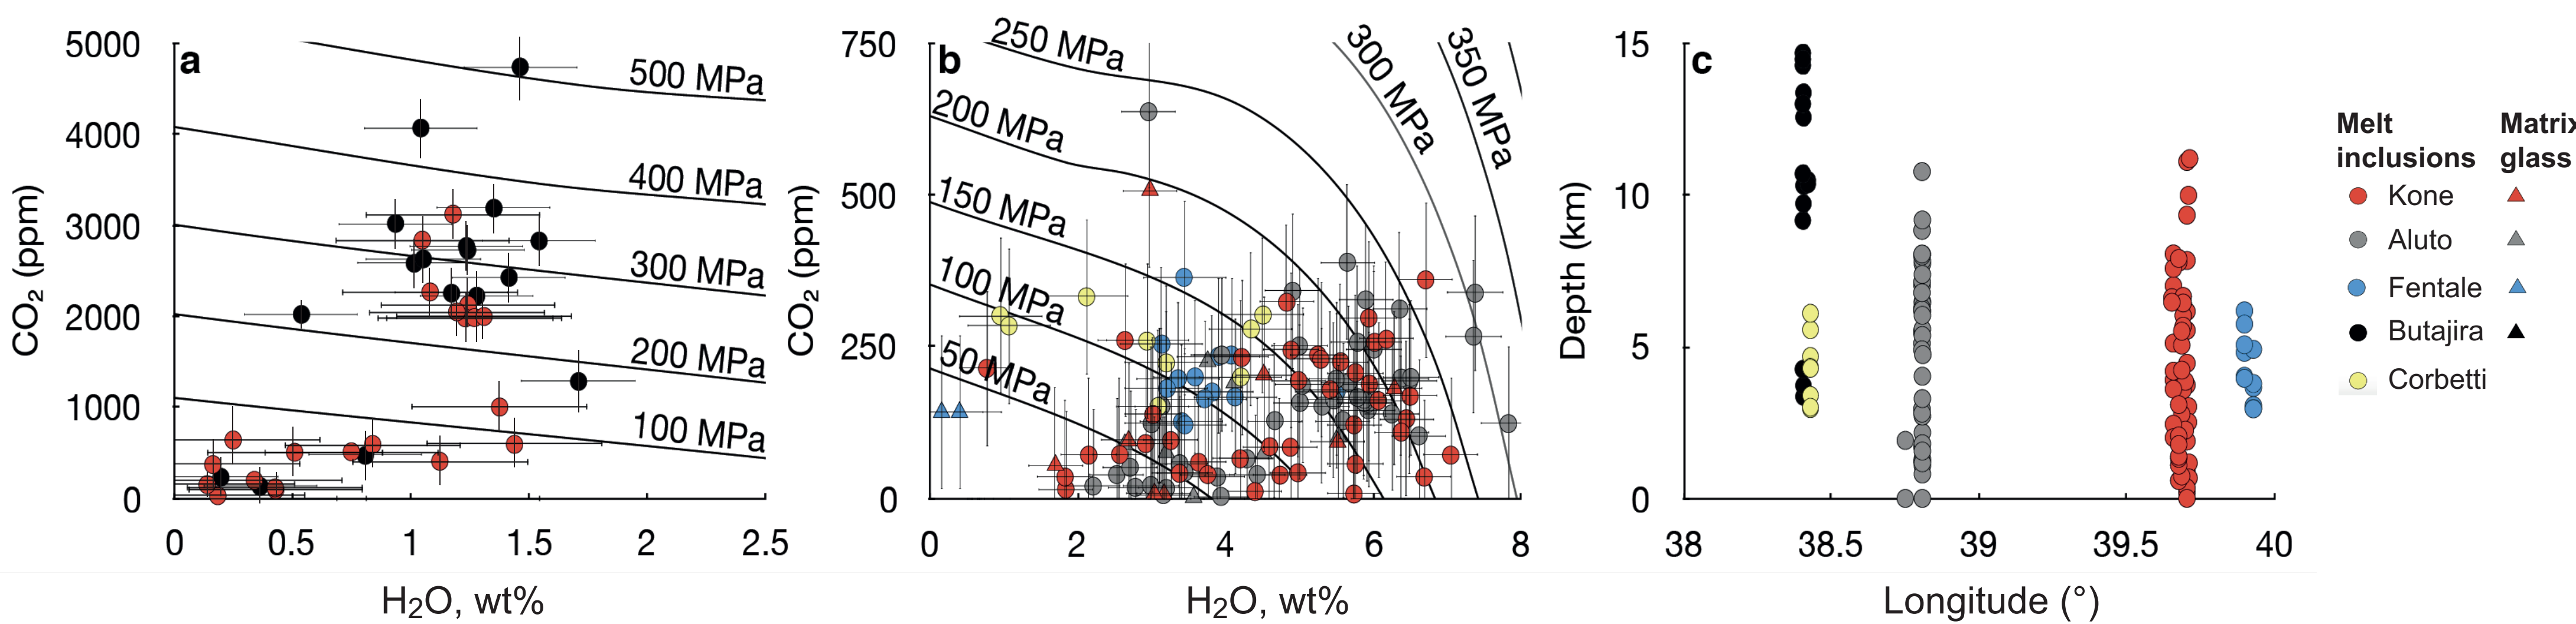 a
5000
4000
3000
2000
1000
0
CO2 (ppm)
500 MPa
400 MPa
300 MPa
200 MPa
100 MPa
0 0.5 1 1.5 2 2.5
H2O, wt%
b
750
500
250
0
CO2 (ppm)
250 MPa
200 MPa
150 MPa
100 MPa
50 MPa
300 MPa
350 MPa
0 2 4 6 8
H2O, wt%
c
15
10
5
0
Depth (km)
38 38.5 39 39.5 40
Longitude (°)
Melt Matrix
inclusions glass
Kone
Aluto
Fentale
Butajira
Corbetti